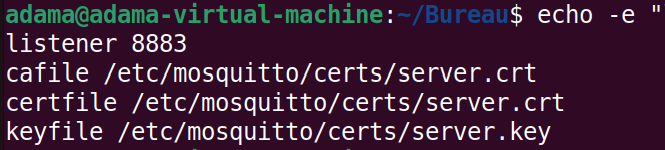 adama@adama-virtual-machine:~/Bureau$ echo -e "
listener 8883
cafile /etc/mosquitto/certs/server.crt
certfile /etc/mosquitto/certs/server.crt
keyfile /etc/mosquitto/certs/server.key